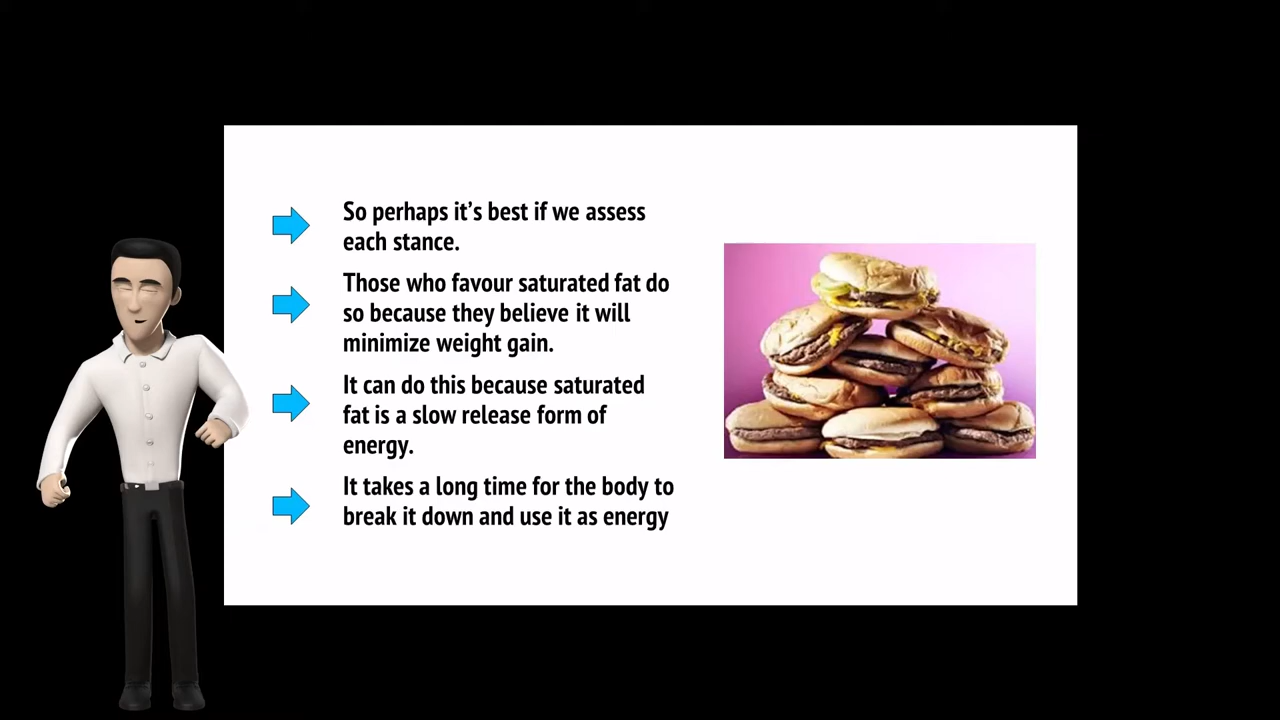 So perhaps it's best if we assess
each stance.
Those who favour saturated fat do
so because they believe it will
minimize weight gain.
It can do this because saturated
fat is a slow release form of
energy.
It takes a long time for the body to
break it down and use it as energy